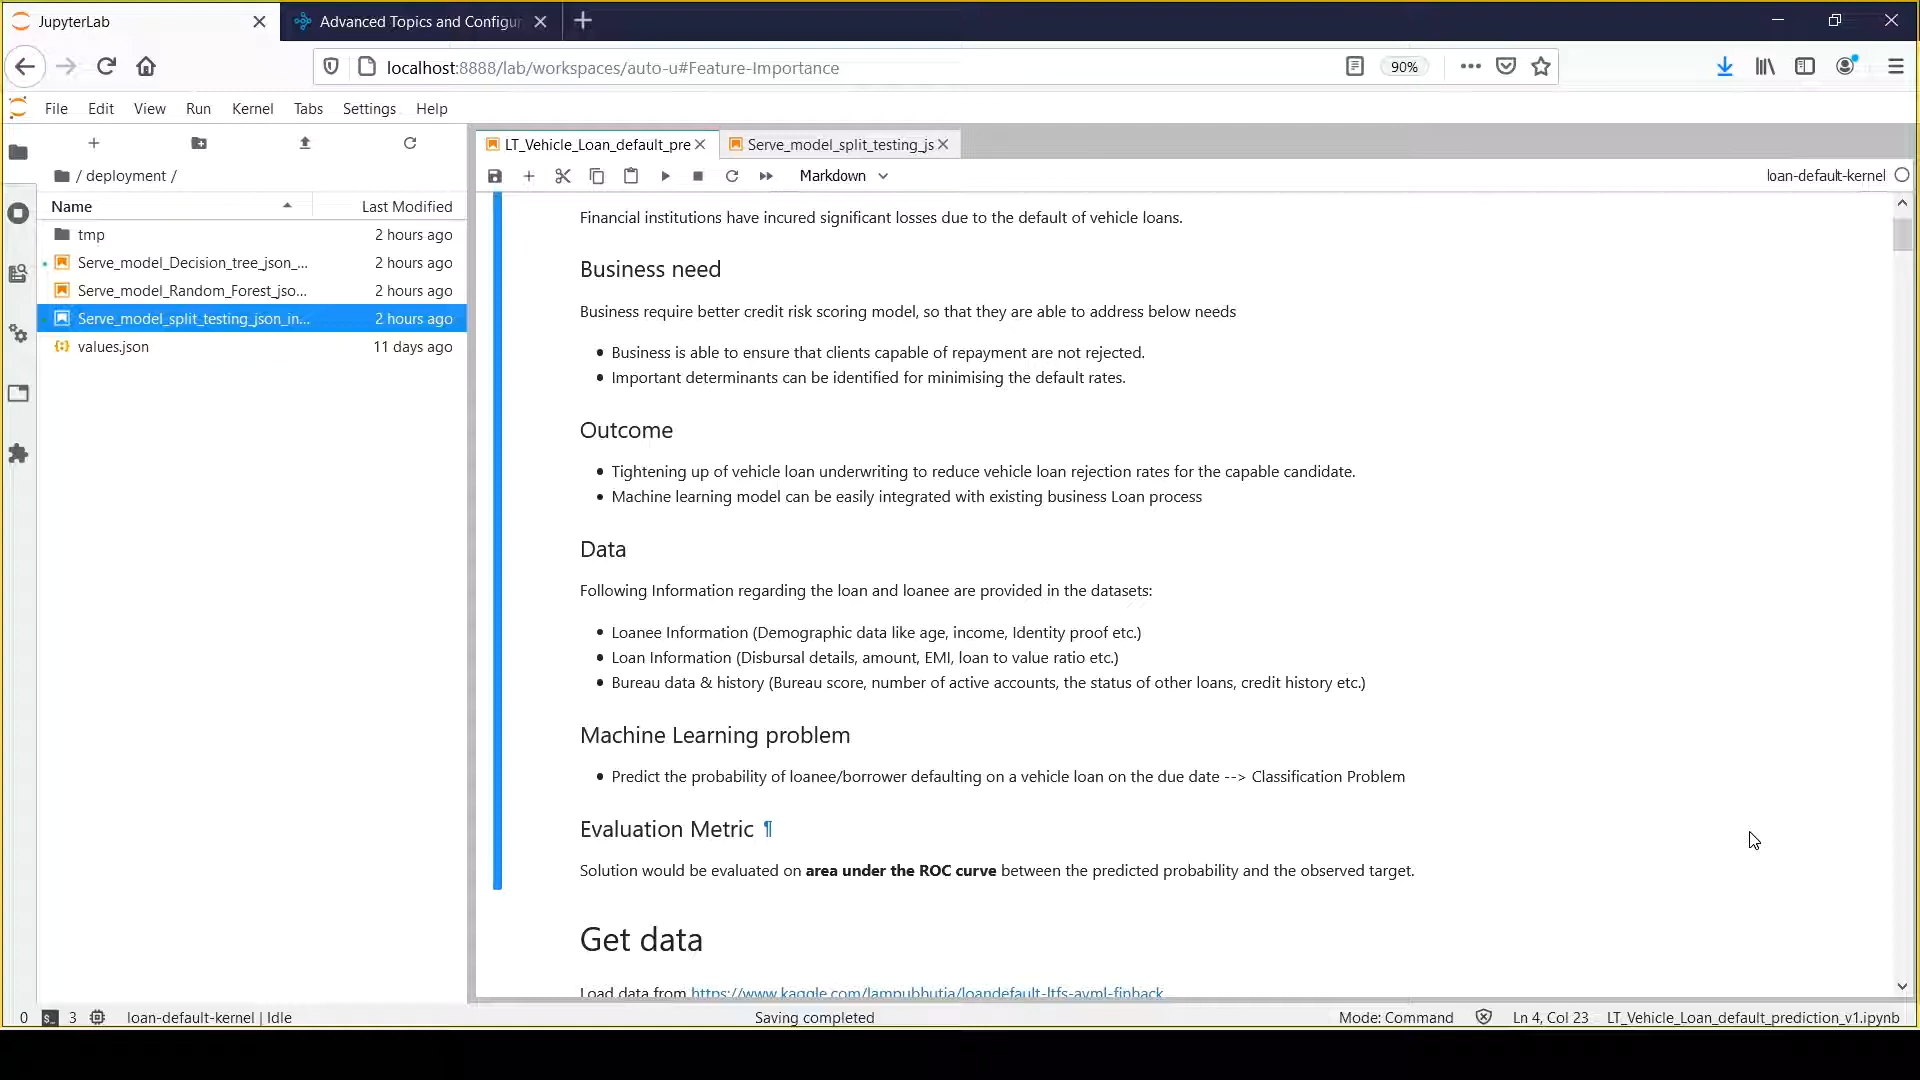 JupyterLab
Advanced Topics and Configur
localhost:8888/lab/workspaces/auto-u#Feature-Importance
90%
File Edit View Run Kernel Tabs Settings Help
LT_Vehicle_Loan_default_pre
Serve_model_split_testing_js
/ deployment /
Markdown
loan-default-kernel
Name
Last Modified
tmp
2 hours ago
Serve_model_Decision_tree_json_...
2 hours ago
Serve_model_Random_Forest_jso...
2 hours ago
Serve_model_split_testing_json_in...
2 hours ago
values.json
11 days ago
Financial institutions have incured significant losses due to the default of vehicle loans.
Business need
Business require better credit risk scoring model, so that they are able to address below needs
• Business is able to ensure that clients capable of repayment are not rejected.
• Important determinants can be identified for minimising the default rates.
Outcome
• Tightening up of vehicle loan underwriting to reduce vehicle loan rejection rates for the capable candidate.
• Machine learning model can be easily integrated with existing business Loan process
Data
Following Information regarding the loan and loanee are provided in the datasets:
• Loanee Information (Demographic data like age, income, Identity proof etc.)
• Loan Information (Disbursal details, amount, EMI, loan to value ratio etc.)
• Bureau data & history (Bureau score, number of active accounts, the status of other loans, credit history etc.)
Machine Learning problem
• Predict the probability of loanee/borrower defaulting on a vehicle loan on the due date --> Classification Problem
Evaluation Metric ¶
Solution would be evaluated on area under the ROC curve between the predicted probability and the observed target.
Get data
Load data from https://www.kaggle.com/lampubhutia/loandefault-ltfs-avml-finhack
0
3
loan-default-kernel | Idle
Saving completed
Mode: Command
Ln 4, Col 23
LT_Vehicle_Loan_default_prediction_v1.ipynb